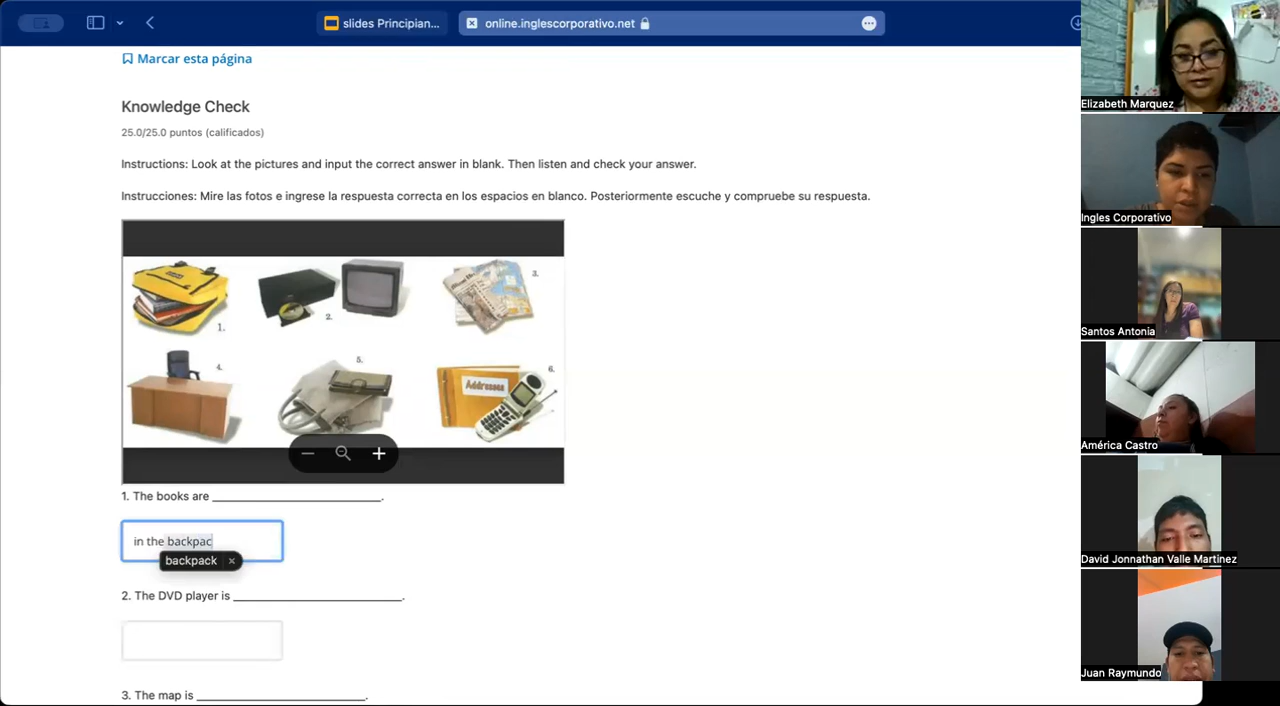 slides Principian...
online.inglescorporativo.net
Marcar esta página
Knowledge Check
25.0/25.0 puntos (calificados)
Instructions: Look at the pictures and input the correct answer in blank. Then listen and check your answer.
Instrucciones: Mire las fotos e ingrese la respuesta correcta en los espacios en blanco. Posteriormente escuche y compruebe su respuesta.
1.
2.
3.
4.
5.
6.
Addresses
1. The books are ___________________________.
in the backpac
backpack ×
2. The DVD player is ___________________________.
3. The map is ___________________________.
Elizabeth Marquez
Ingles Corporativo
Santos Antonia
América Castro
David Jonnathan Valle Martinez
Juan Raymundo